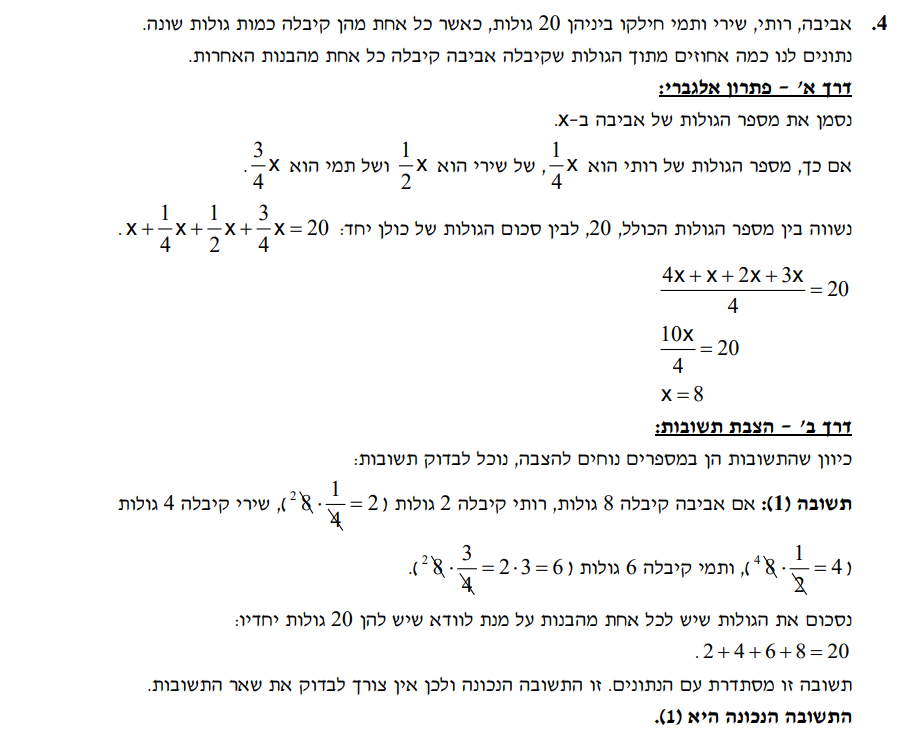 4. אביבה, רותי, שירי ותמי חילקו ביניהן 20 גולות, כאשר כל אחת מהן קיבלה כמות גולות שונה.
נתונים לנו כמה אחוזים מתוך הגולות שקיבלה אביבה קיבלה כל אחת מהבנות האחרות.
דרך א' – פתרון אלגברי:
נסמן את מספר הגולות של אביבה ב-x.
אם כך, מספר הגולות של רותי הוא \frac{1}{4}x, של שירי הוא \frac{1}{2}x ושל תמי הוא \frac{3}{4}x.
נשווה בין מספר הגולות הכולל, 20, לבין סכום הגולות של כולן יחד: x+\frac{1}{4}x+\frac{1}{2}x+\frac{3}{4}x=20.
\frac{4x+x+2x+3x}{4}=20
\frac{10x}{4}=20
x=8
דרך ב' – הצבת תשובות:
כיוון שהתשובות הן במספרים נוחים להצבה, נוכל לבדוק תשובות:
תשובה (1): אם אביבה קיבלה 8 גולות, רותי קיבלה 2 גולות (^{2}\cancel{8}\cdot\frac{1}{\cancel{4}}=2), שירי קיבלה 4 גולות
(^{4}\cancel{8}\cdot\frac{1}{\cancel{2}}=4), ותמי קיבלה 6 גולות (^{2}\cancel{8}\cdot\frac{3}{\cancel{4}}=2\cdot3=6).
נסכום את הגולות שיש לכל אחת מהבנות על מנת לוודא שיש להן 20 גולות יחדיו:
2+4+6+8=20.
תשובה זו מסתדרת עם הנתונים. זו התשובה הנכונה ולכן אין צורך לבדוק את שאר התשובות.
התשובה הנכונה היא (1).